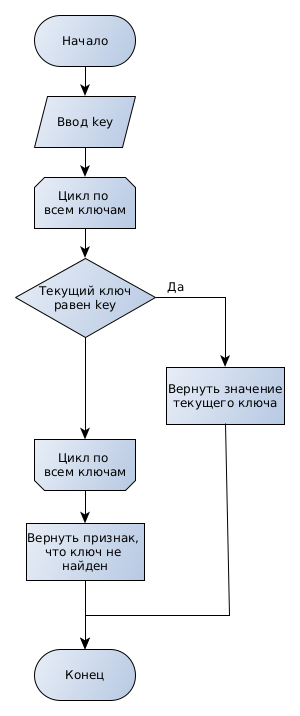 Начало
Ввод key
Цикл по
всем ключам
Текущий ключ
равен key
Да
Вернуть значение
текущего ключа
Цикл по
всем ключам
Вернуть признак,
что ключ не
найден
Конец